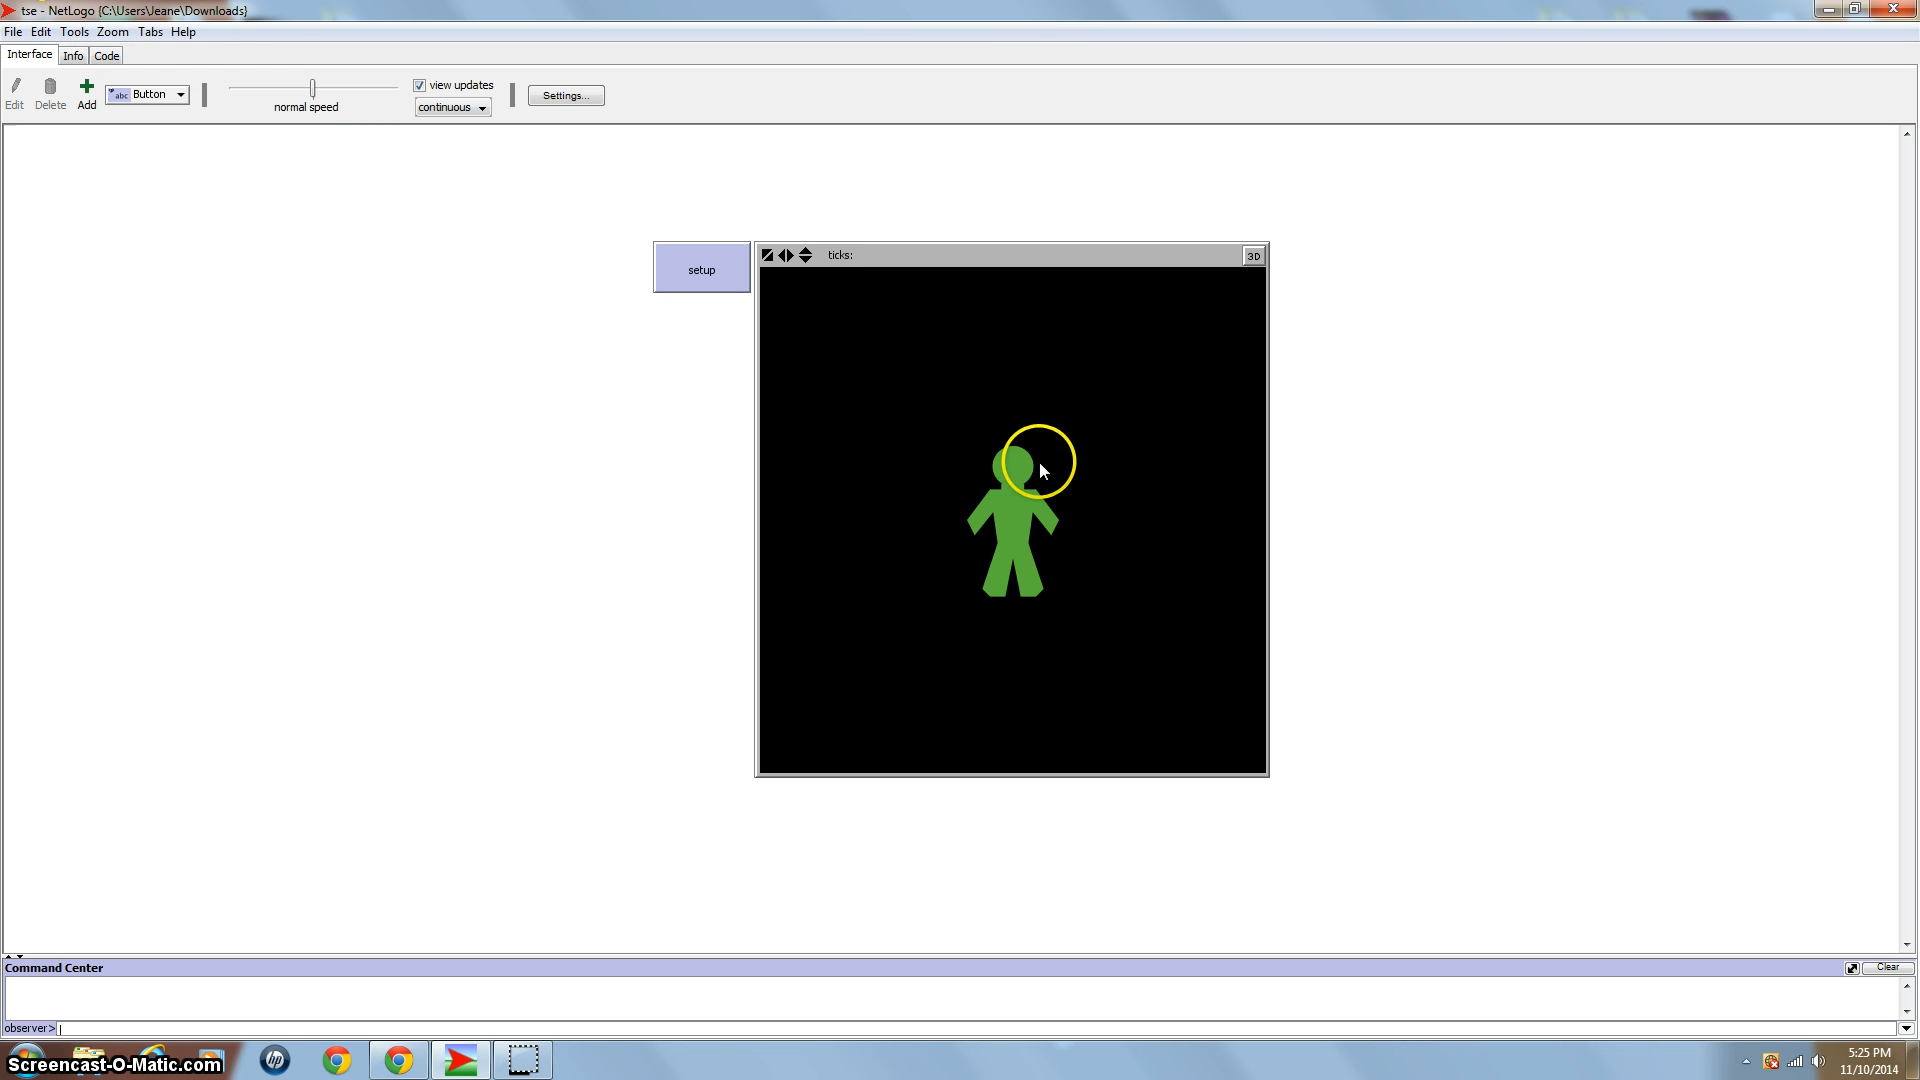 tse - NetLogo {C:\Users\Jeane\Downloads}
File Edit Tools Zoom Tabs Help
Interface Info Code
Edit Delete Add abc Button normal speed view updates continuous Settings...
setup
ticks:
3D
Command Center
Clear
observer>
hp
Screencast-O-Matic.com
5:25 PM
11/10/2014